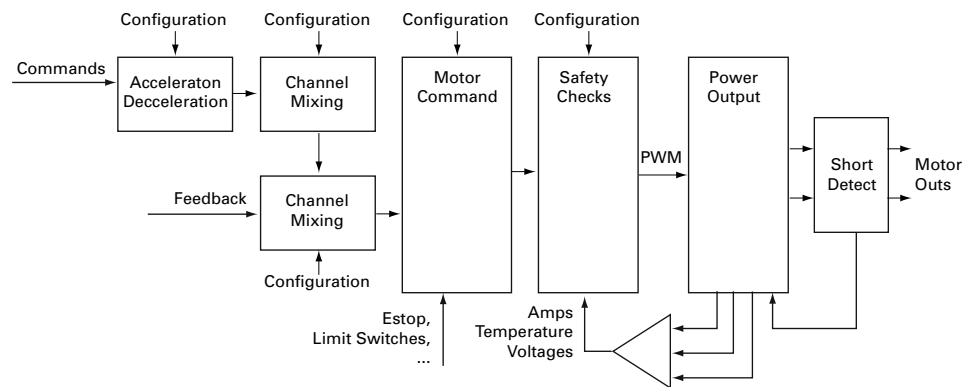 Configuration
Configuration
Configuration
Configuration
Commands
Acceleraton
Decceleration
Channel
Mixing
Motor
Command
Safety
Checks
Power
Output
PWM
Short
Detect
Motor
Outs
Feedback
Channel
Mixing
Configuration
Estop,
Limit Switches,
...
Amps
Temperature
Voltages